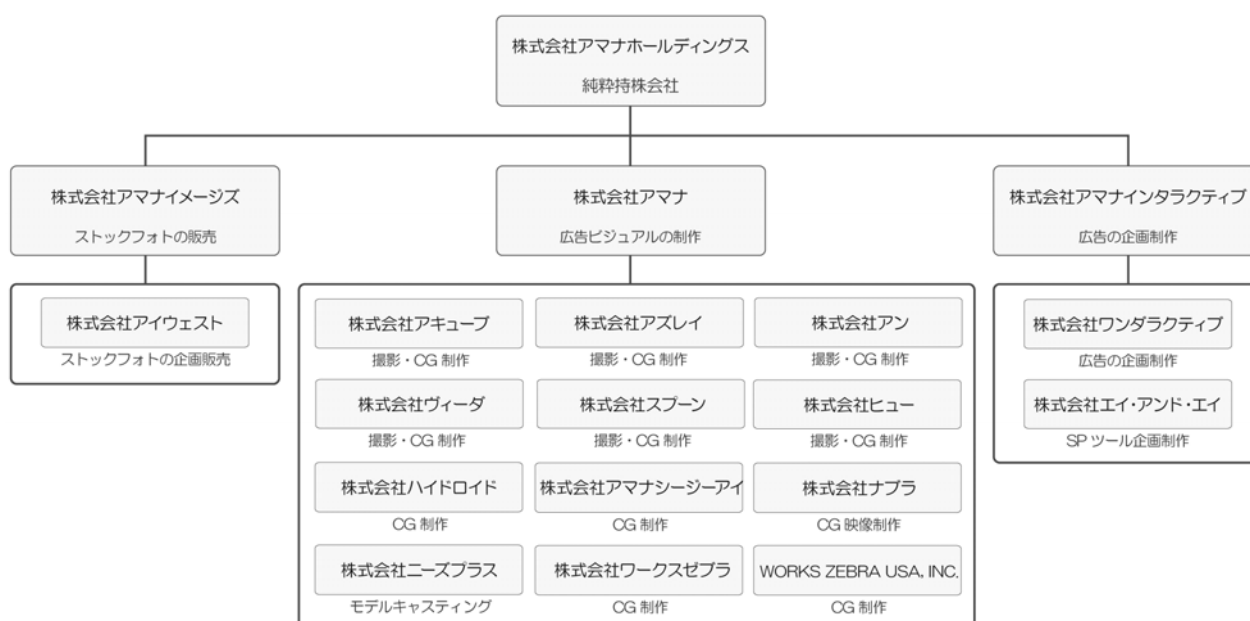 株式会社アマナホールディングス
純粋持株会社
株式会社アマナイメージズ
ストックフォトの販売
株式会社アマナ
広告ビジュアルの制作
株式会社アマナインタラクティブ
広告の企画制作
株式会社アイウェスト
ストックフォトの企画販売
株式会社アキューブ
撮影・CG 制作
株式会社アズレイ
撮影・CG 制作
株式会社アン
撮影・CG 制作
株式会社ヴィーダ
撮影・CG 制作
株式会社スプーン
撮影・CG 制作
株式会社ヒュー
撮影・CG 制作
株式会社ハイドロイド
CG 制作
株式会社アマナシージーアイ
CG 制作
株式会社ナブラ
CG 映像制作
株式会社ニーズプラス
モデルキャスティング
株式会社ワークスゼブラ
CG 制作
WORKS ZEBRA USA, INC.
CG 制作
株式会社ワンダラクティブ
広告の企画制作
株式会社エイ・アンド・エイ
SP ツール企画制作